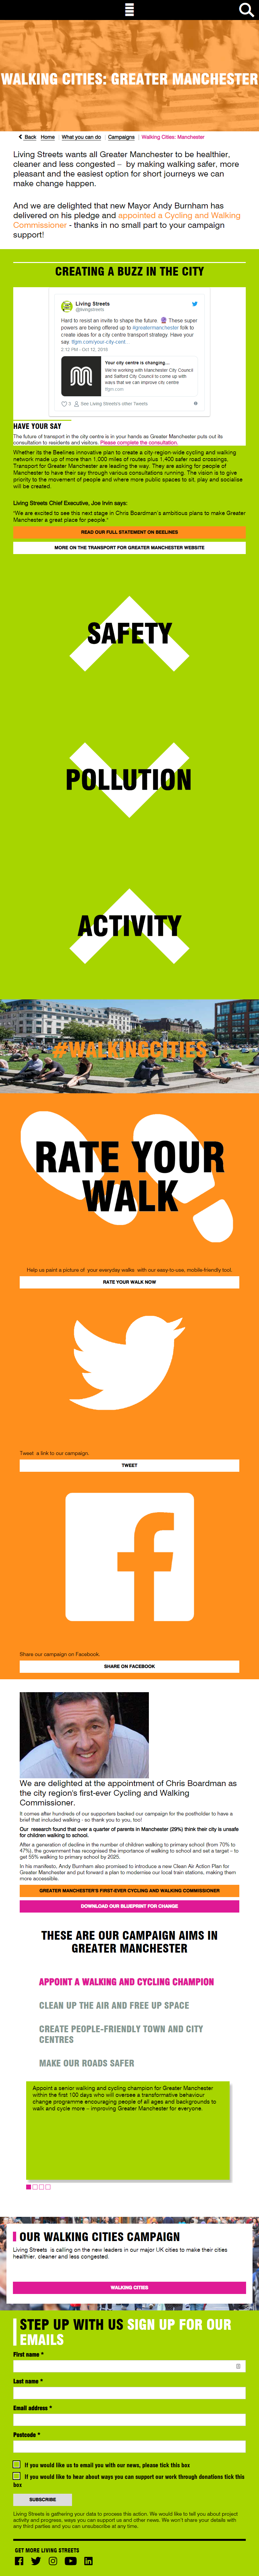 WALKING CITIES: GREATER MANCHESTER
Back Home What you can do Campaigns Walking Cities: Manchester
Living Streets wants all Greater Manchester to be healthier,
cleaner and less congested – by making walking safer, more
pleasant and the easiest option for short journeys we can
make change happen.
And we are delighted that new Mayor Andy Burnham has
delivered on his pledge and appointed a Cycling and Walking
Commissioner - thanks in no small part to your campaign
support!
CREATING A BUZZ IN THE CITY
Living Streets
@livingstreets
Hard to resist an invite to shape the future. These super
powers are being offered up to #greatermanchester folk to
create ideas for a city centre transport strategy. Have your
say. tfgm.com/your-city-cent...
2:12 PM - Oct 12, 2018
Your city centre is changing...
We're working with Manchester City Council
and Salford City Council to come up with
ways that we can improve city centre
tfgm.com
See Living Streets's other Tweets
HAVE YOUR SAY
The future of transport in the city centre is in your hands as Greater Manchester puts out its
consultation to residents and visitors. Please complete the consultation.
Whether its the Beelines innovative plan to create a city region-wide cycling and walking
network made up of more than 1,000 miles of routes plus 1,400 safer road crossings,
Transport for Greater Manchester are leading the way. They are asking for people of
Manchester to have their say through various consultations running. The vision is to give
priority to the movement of people and where more public spaces to sit, play and socialise
will be created.
Living Streets Chief Executive, Joe Irvin says:
"We are excited to see this next stage in Chris Boardman's ambitious plans to make Greater
Manchester a great place for people."
READ OUR FULL STATEMENT ON BEELINES
MORE ON THE TRANSPORT FOR GREATER MANCHESTER WEBSITE
SAFETY
POLLUTION
ACTIVITY
#WALKINGCITIES
RATE YOUR
WALK
Help us paint a picture of your everyday walks with our easy-to-use, mobile-friendly tool.
RATE YOUR WALK NOW
Tweet a link to our campaign.
TWEET
Share our campaign on Facebook.
SHARE ON FACEBOOK
We are delighted at the appointment of Chris Boardman as
the city region's first-ever Cycling and Walking
Commissioner.
It comes after hundreds of our supporters backed our campaign for the postholder to have a
brief that included walking - so thank you to you, too!
Our research found that over a quarter of parents in Manchester (29%) think their city is unsafe
for children walking to school.
After a generation of decline in the number of children walking to primary school (from 70% to
47%), the government has recognised the importance of walking to school and set a target – to
get 55% walking to primary school by 2025.
In his manifesto, Andy Burnham also promised to introduce a new Clean Air Action Plan for
Greater Manchester and put forward a plan to modernise our local train stations, making them
more accessible.
GREATER MANCHESTER'S FIRST-EVER CYCLING AND WALKING COMMISSIONER
DOWNLOAD OUR BLUEPRINT FOR CHANGE
THESE ARE OUR CAMPAIGN AIMS IN
GREATER MANCHESTER
APPOINT A WALKING AND CYCLING CHAMPION
CLEAN UP THE AIR AND FREE UP SPACE
CREATE PEOPLE-FRIENDLY TOWN AND CITY
CENTRES
MAKE OUR ROADS SAFER
Appoint a senior walking and cycling champion for Greater Manchester
within the first 100 days who will oversee a transformative behaviour
change programme encouraging people of all ages and backgrounds to
walk and cycle more – improving Greater Manchester for everyone.
OUR WALKING CITIES CAMPAIGN
Living Streets is calling on the new leaders in our major UK cities to make their cities
healthier, cleaner and less congested.
WALKING CITIES
STEP UP WITH US SIGN UP FOR OUR
EMAILS
First name *
Last name *
Email address *
Postcode *
If you would like us to email you with our news, please tick this box
If you would like to hear about ways you can support our work through donations tick this
box
SUBSCRIBE
Living Streets is gathering your data to process this action. We would like to tell you about project
activity and progress, ways you can support us and other news. We won't share your details with
any third parties and you can unsubscribe at any time.
GET MORE LIVING STREETS